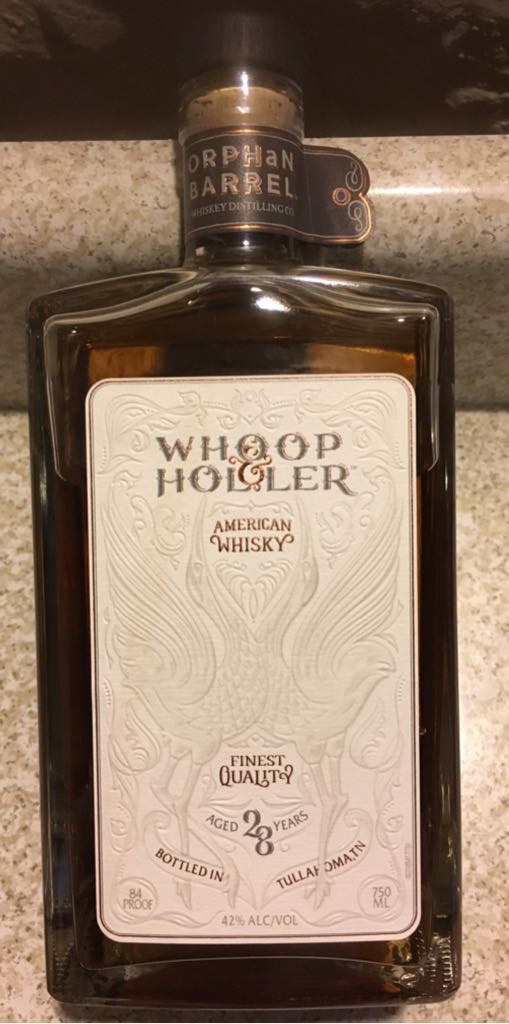 ORPHaN
BARREL
WHISKEY DISTILLING CO.
WHOOP
&
HOLLER™
AMERICAN
WHISKY
FINEST
QUALITY
AGED 28 YEARS
BOTTLED IN TULLAHOMA, TN
84
PROOF
750
ML
42% ALC/VOL